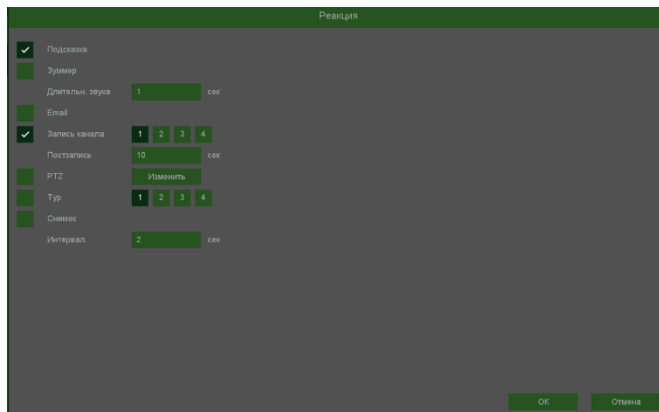 Реакция
Подсказка
Зуммер
Длительн. звука 1 сек
Email
Запись канала 1 2 3 4
Постзапись 10 сек
PTZ Изменить
Тур 1 2 3 4
Снимок
Интервал 2 сек
OK Отмена